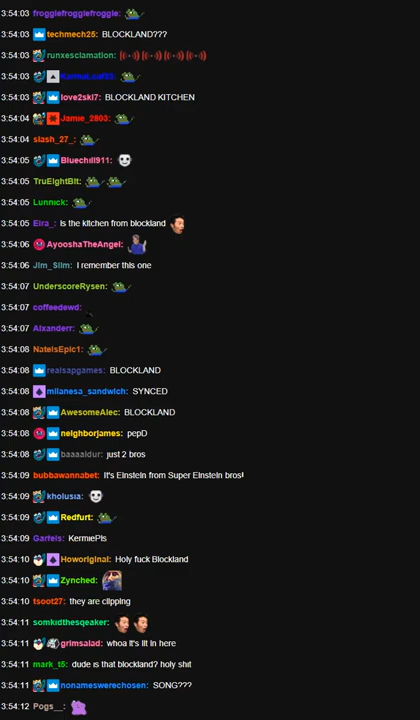 3:54:03 froggiefroggiefroggie:
3:54:03 techmech25: BLOCKLAND???
3:54:03 runxesclamation:
3:54:03
3:54:03 love2ski7: BLOCKLAND KITCHEN
3:54:04 Jamie_2863:
3:54:04 slash_27_:
3:54:05 Bluechill911:
3:54:05 TruEightBit:
3:54:05 Lunnick:
3:54:05 Eira_: Is the kitchen from blockland
3:54:06 AyooshaTheAngel:
3:54:06 Jim_Slim: I remember this one
3:54:07 UnderscoreRysen:
3:54:07 coffeedewd:
3:54:07 Alxanderr:
3:54:08 NateIsEpic1:
3:54:08 realsapgames: BLOCKLAND
3:54:08 milanesa_sandwich: SYNCED
3:54:08 AwesomeAlec: BLOCKLAND
3:54:08 neighborjames: pepD
3:54:08 baaaaldur: just 2 bros
3:54:09 bubbawannabet: It's Einstein from Super Einstein bros!
3:54:09 kholusia:
3:54:09 Redfurt:
3:54:09 Garfels: KermiePls
3:54:10 Howoriginal: Holy fuck Blockland
3:54:10 Zynched:
3:54:10 tsoot27: they are clipping
3:54:11 somkidthesqeaker:
3:54:11 grimsalad: whoa it's lit in here
3:54:11 mark_t5: dude is that blockland? holy shit
3:54:11 nonameswerechosen: SONG???
3:54:12 Pogs__: